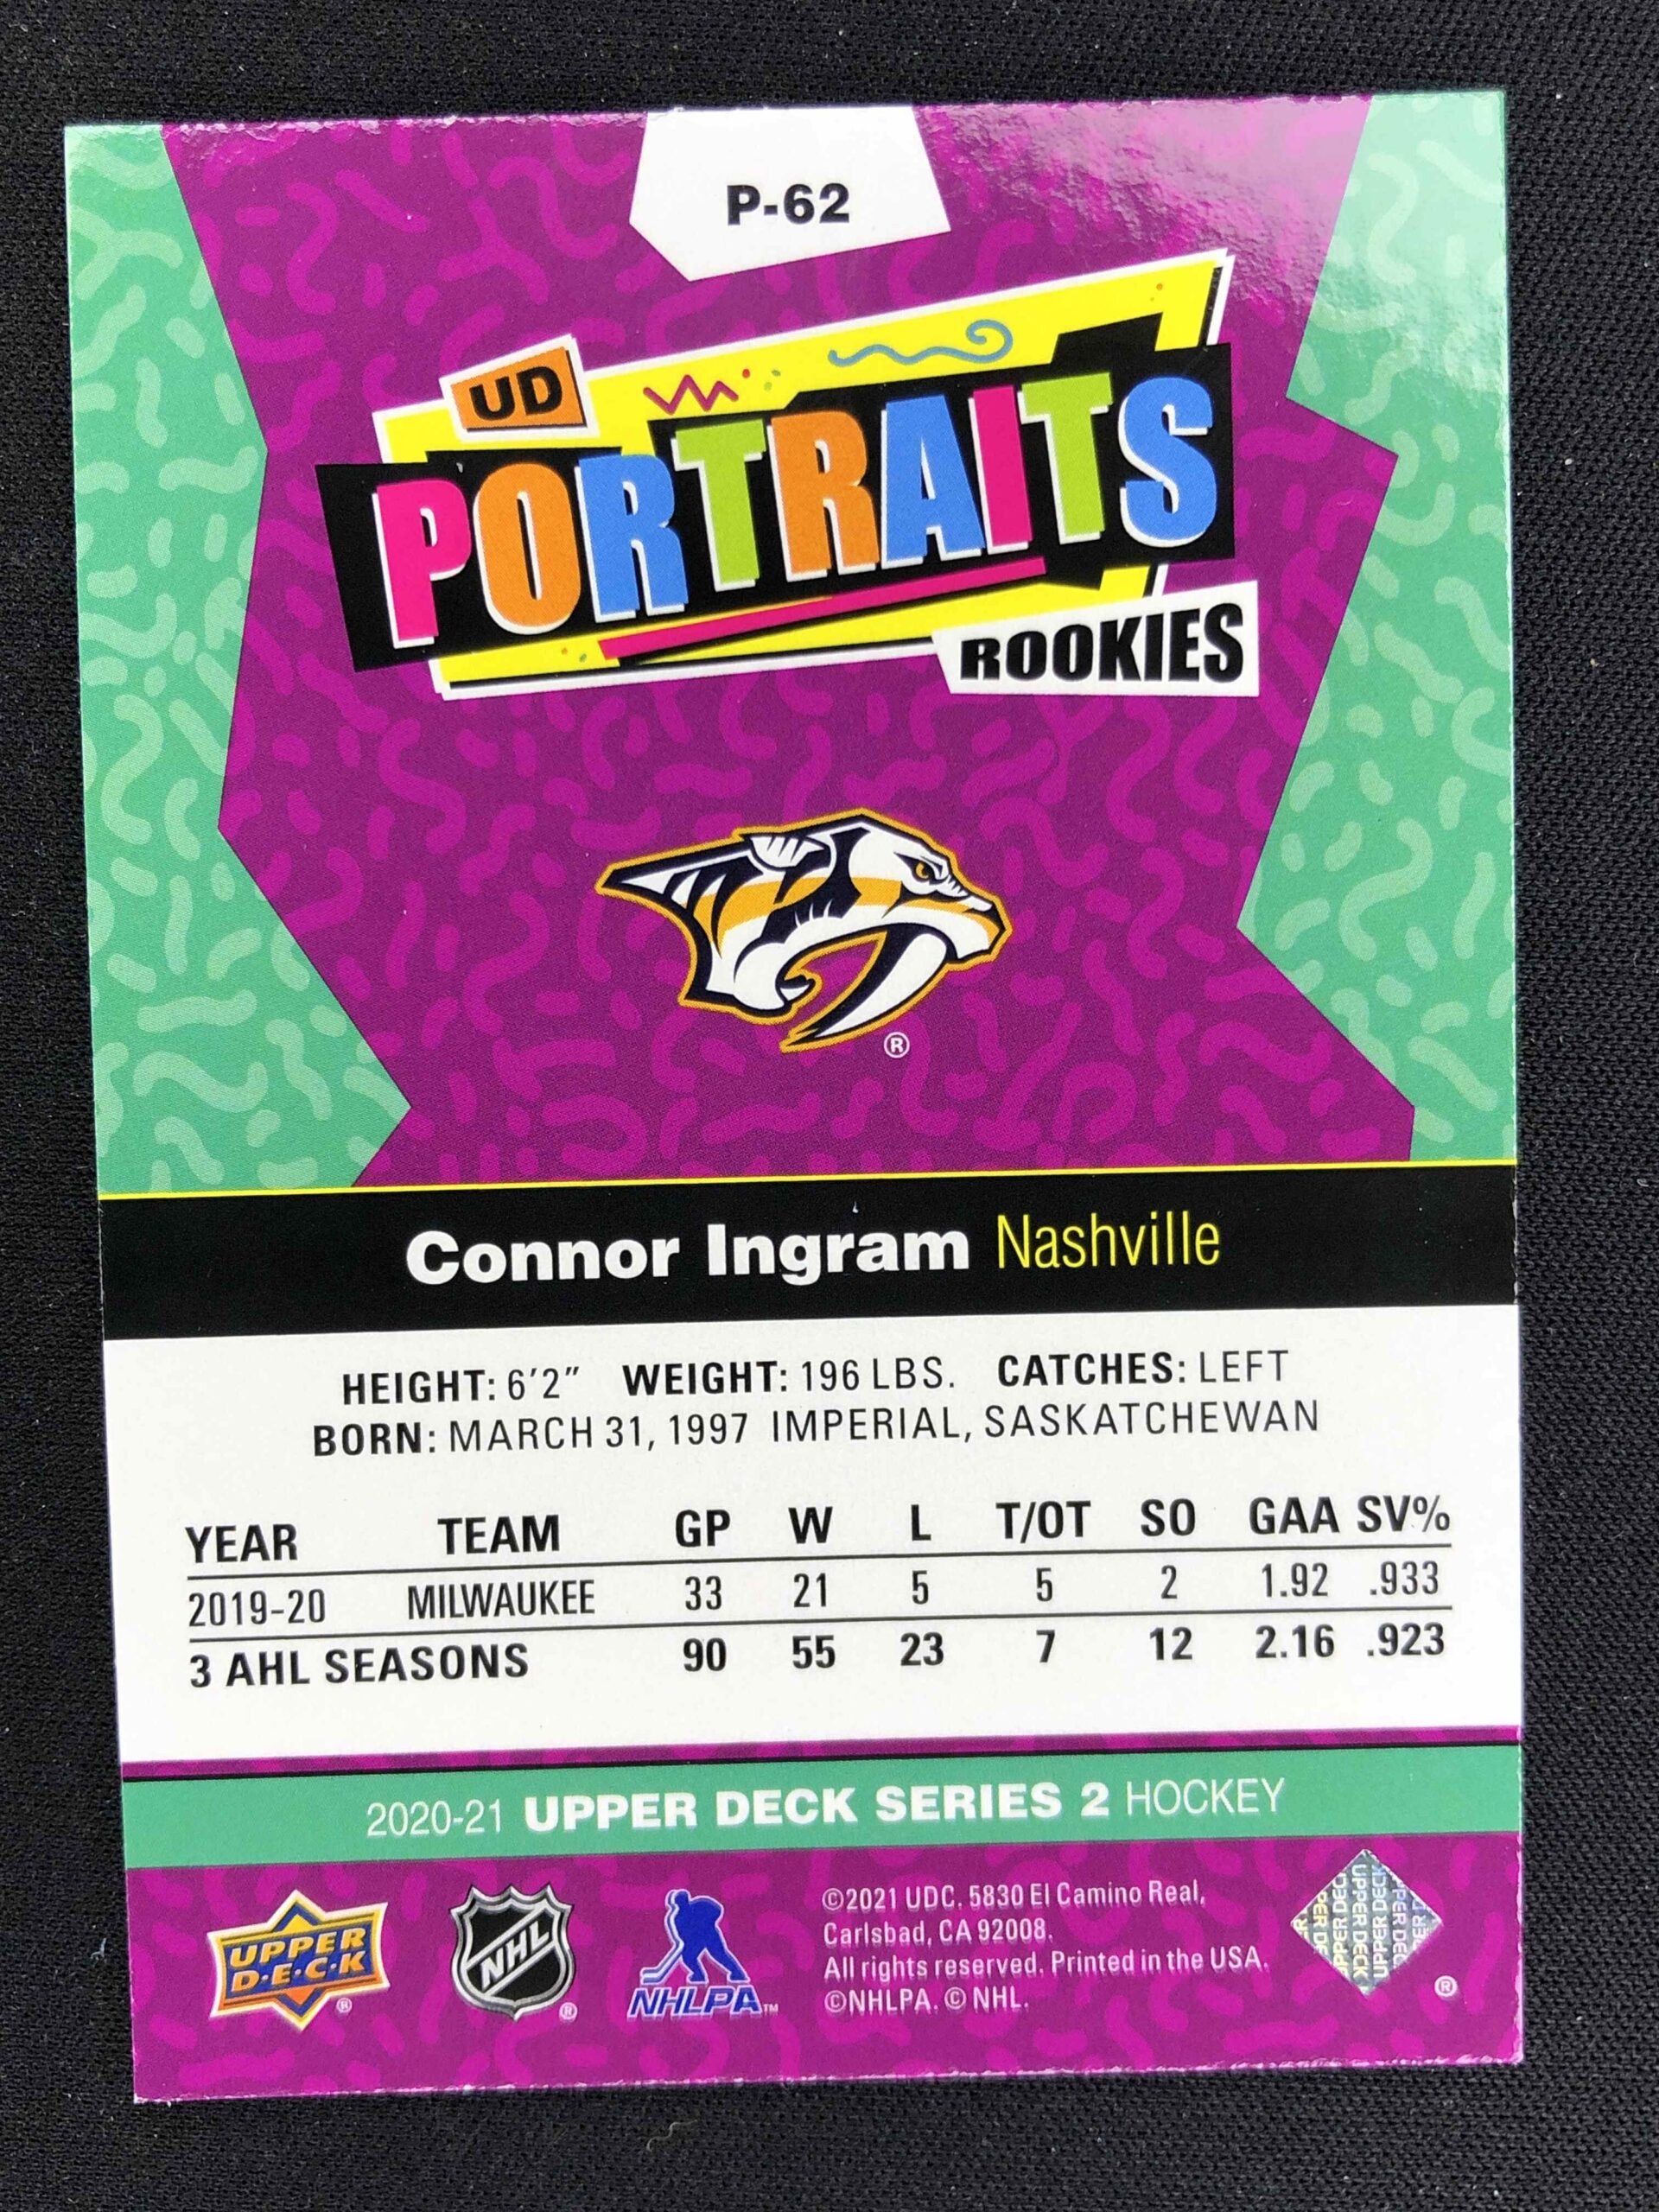 P-62
UD
PORTRAITS
ROOKIES
®
Connor Ingram Nashville
HEIGHT: 6'2" WEIGHT: 196 LBS. CATCHES: LEFT
BORN: MARCH 31, 1997 IMPERIAL, SASKATCHEWAN
YEAR TEAM GP W L T/OT SO GAA SV%
2019-20 MILWAUKEE 33 21 5 5 2 1.92 .933
3 AHL SEASONS 90 55 23 7 12 2.16 .923
2020-21 UPPER DECK SERIES 2 HOCKEY
UPPER
D·E·C·K
®
NHL
®
NHLPA™
©2021 UDC. 5830 El Camino Real,
Carlsbad, CA 92008.
All rights reserved. Printed in the USA.
©NHLPA. © NHL.
UPPER DECK
®